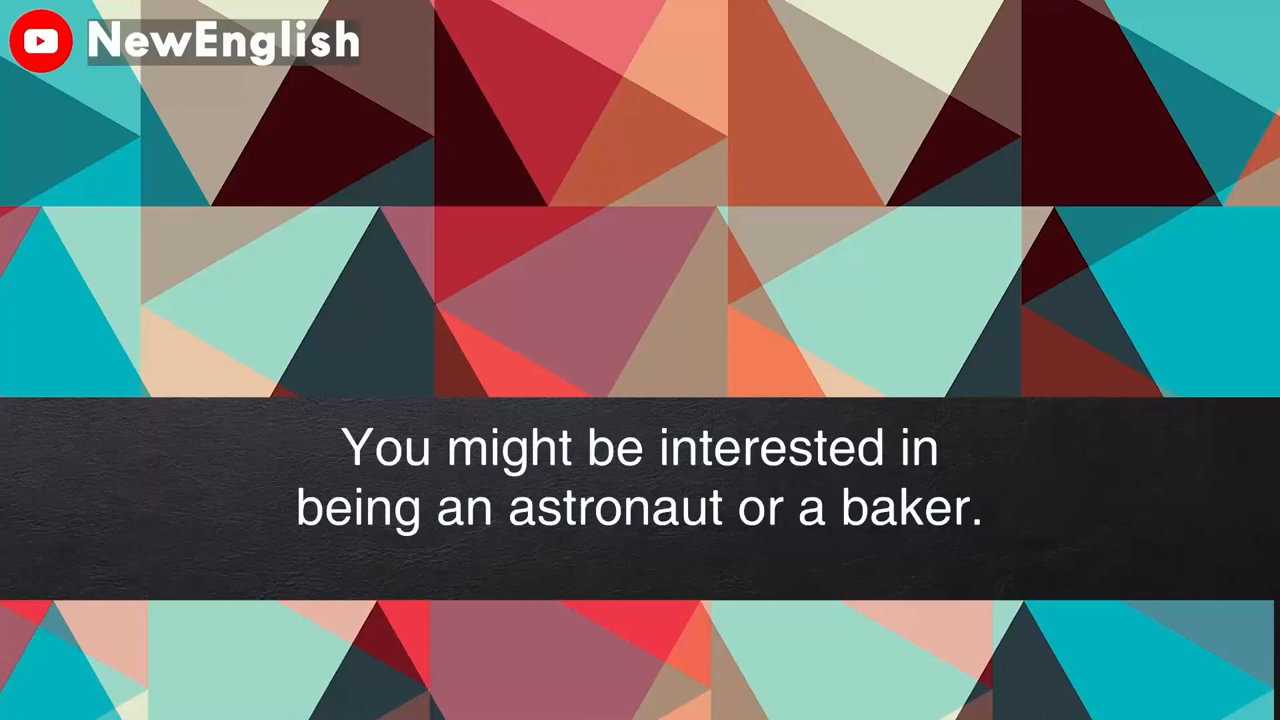 NewEnglish
You might be interested in
being an astronaut or a baker.